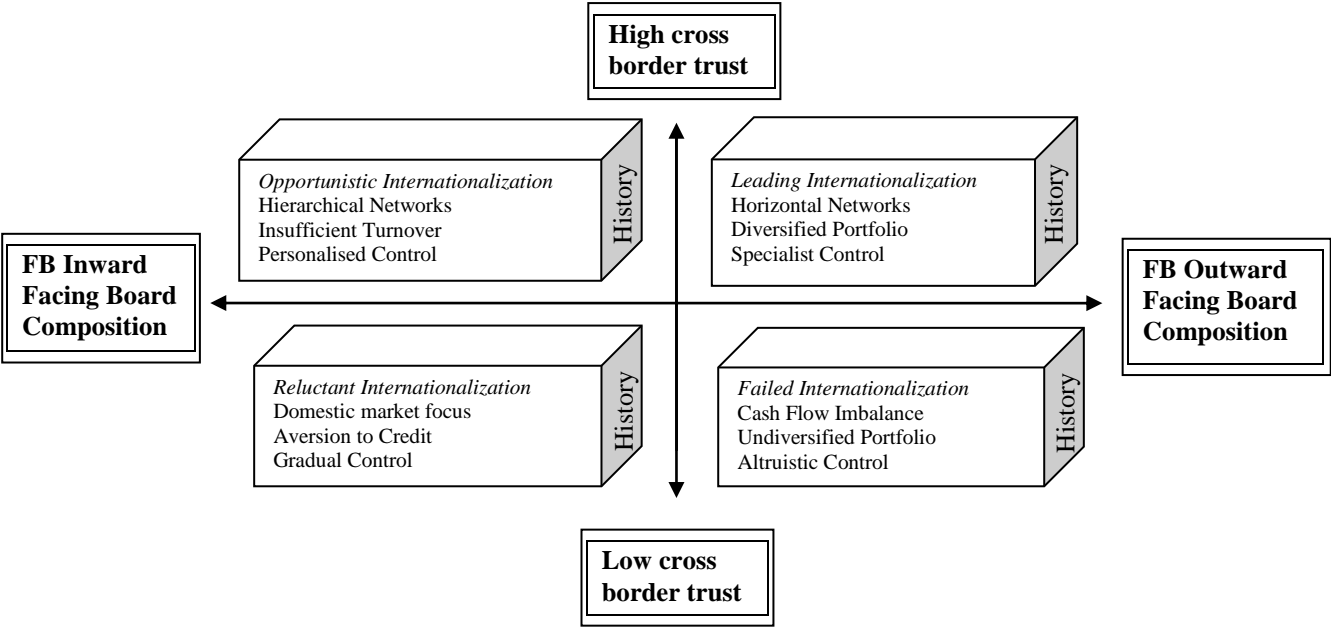 High cross
border trust
Opportunistic Internationalization
Hierarchical Networks
Insufficient Turnover
Personalised Control
History
Leading Internationalization
Horizontal Networks
Diversified Portfolio
Specialist Control
History
FB Inward
Facing Board
Composition
FB Outward
Facing Board
Composition
Reluctant Internationalization
Domestic market focus
Aversion to Credit
Gradual Control
History
Failed Internationalization
Cash Flow Imbalance
Undiversified Portfolio
Altruistic Control
History
Low cross
border trust